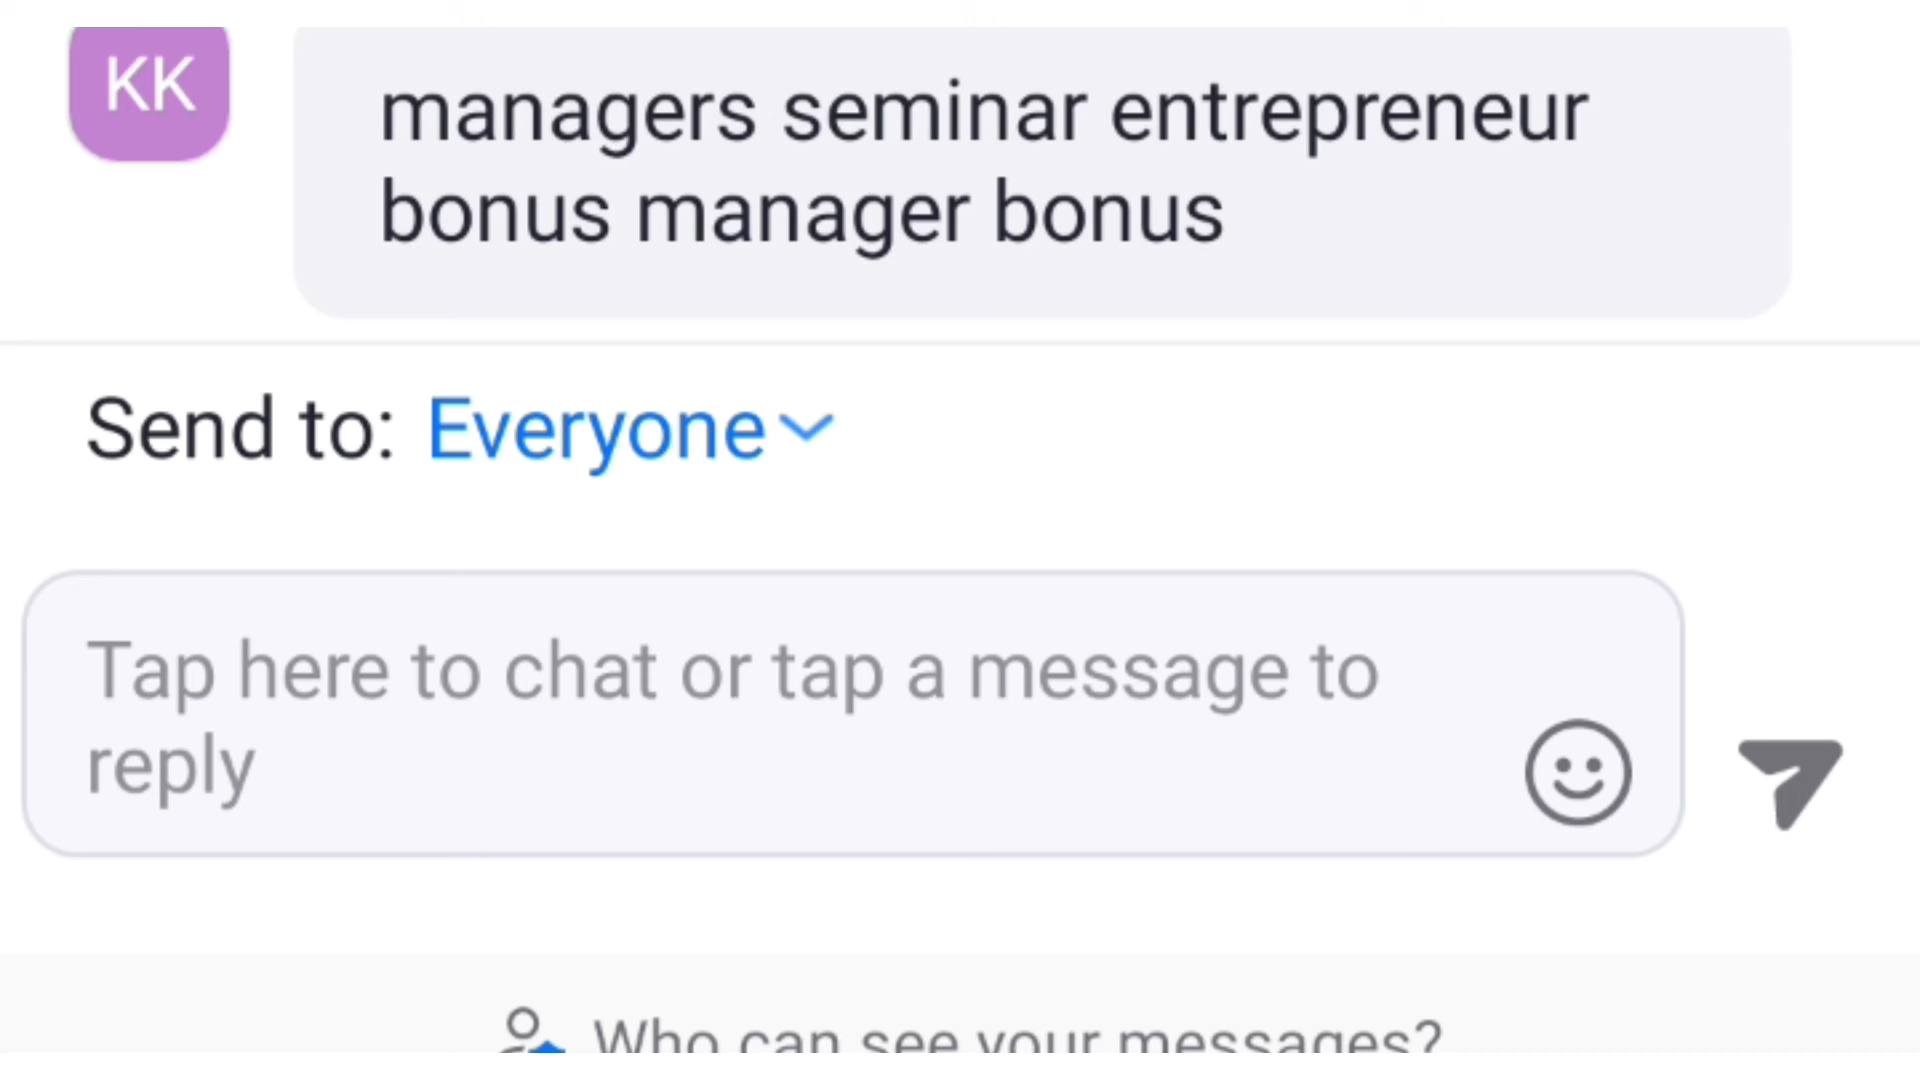 KK
managers seminar entrepreneur
bonus manager bonus
Send to: Everyone
Tap here to chat or tap a message to
reply
Who can see your messages?